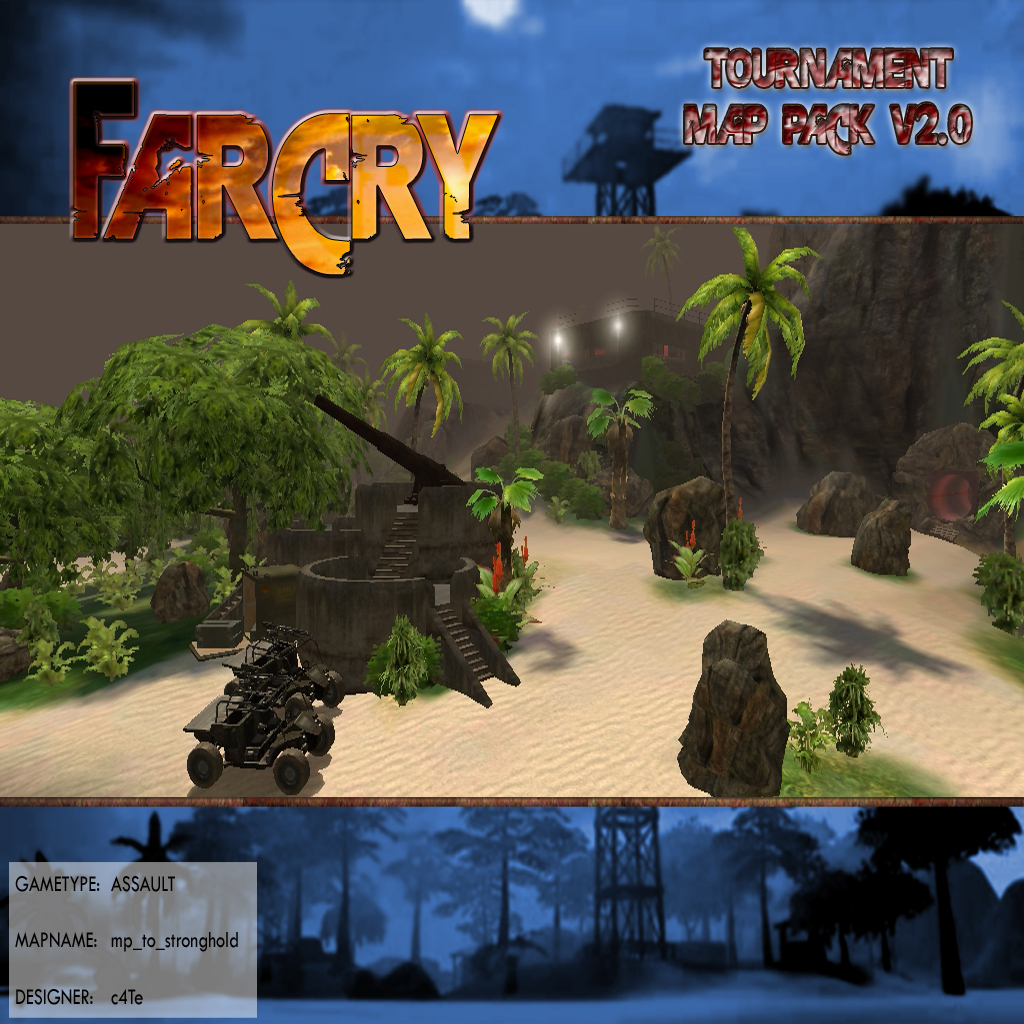 FARCRY
TOURNAMENT
MAP PACK V2.0
GAMETYPE: ASSAULT
MAPNAME: mp_to_stronghold
DESIGNER: c4Te